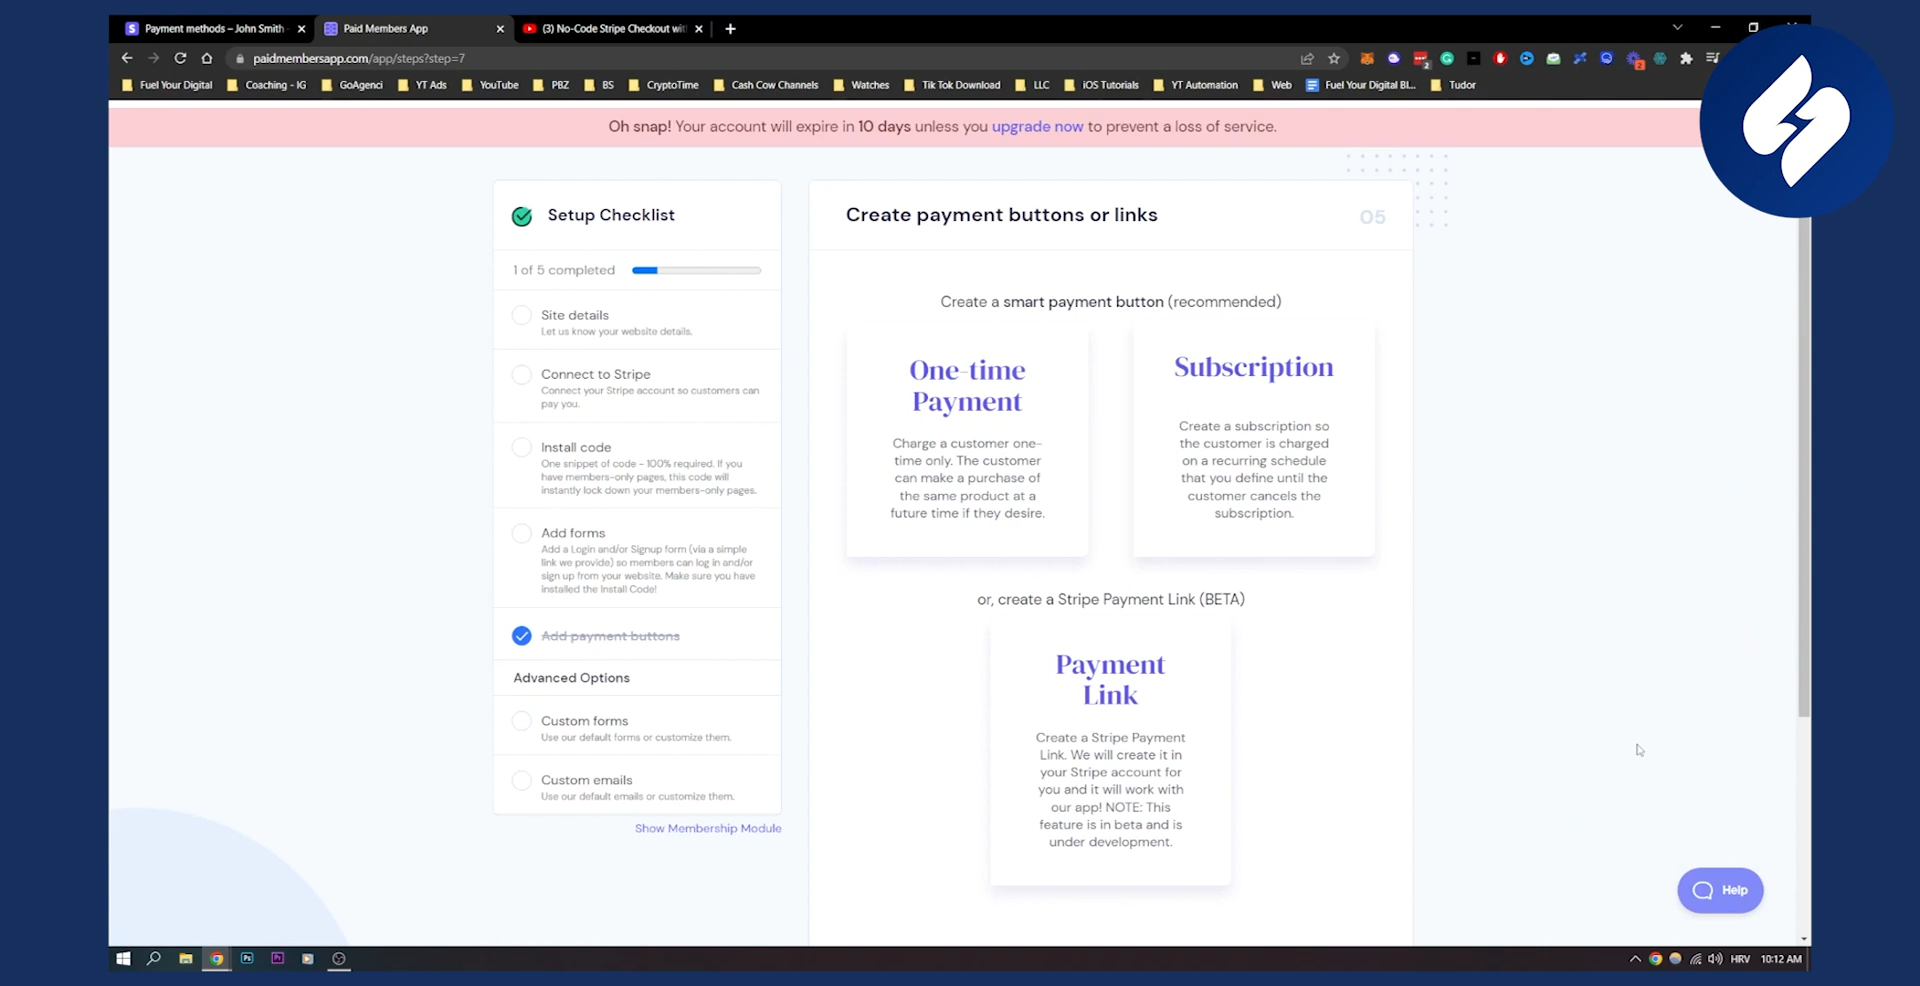 Payment methods – John Smith
Paid Members App
(3) No-Code Stripe Checkout wit
paidmembersapp.com/app/steps?step=7
Fuel Your Digital
Coaching - IG
GoAgenci
YT Ads
YouTube
PBZ
BS
CryptoTime
Cash Cow Channels
Watches
Tik Tok Download
LLC
iOS Tutorials
YT Automation
Web
Fuel Your Digital Bl...
Tudor
Oh snap! Your account will expire in 10 days unless you upgrade now to prevent a loss of service.
Setup Checklist
1 of 5 completed
Site details
Let us know your website details.
Connect to Stripe
Connect your Stripe account so customers can
pay you.
Install code
One snippet of code - 100% required. If you
have members-only pages, this code will
instantly lock down your members-only pages.
Add forms
Add a Login and/or Signup form (via a simple
link we provide) so members can log in and/or
sign up from your website. Make sure you have
installed the Install Code!
Add payment buttons
Advanced Options
Custom forms
Use our default forms or customize them.
Custom emails
Use our default emails or customize them.
Show Membership Module
Create payment buttons or links
05
Create a smart payment button (recommended)
One-time
Payment
Charge a customer one-
time only. The customer
can make a purchase of
the same product at a
future time if they desire.
Subscription
Create a subscription so
the customer is charged
on a recurring schedule
that you define until the
customer cancels the
subscription.
or, create a Stripe Payment Link (BETA)
Payment
Link
Create a Stripe Payment
Link. We will create it in
your Stripe account for
you and it will work with
our app! NOTE: This
feature is in beta and is
under development.
Help
Ps
Pr
HRV
10:12 AM